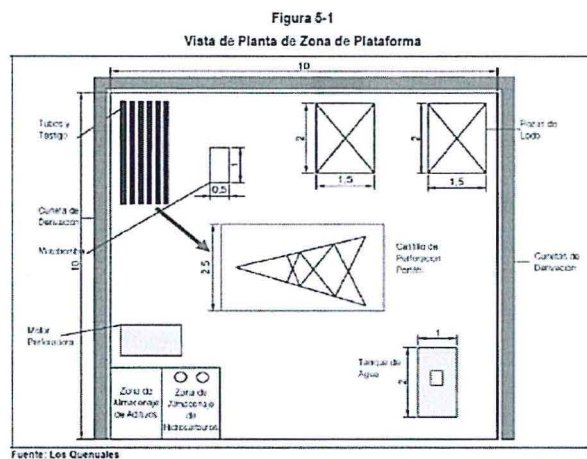 Figura 5-1
Vista de Planta de Zona de Plataforma
10
Tubos y
Testigo
2
2
Pozas de
Lodo
1
0,5
1,5
1,5
Cuneta de
Derivación
10
2.5
Castillo de
Perforación
Cunetas de
Derivación
Motor
Perforadora
1
Tanque de
Agua
2
Zona de
Almacenaje
de Aditivos
Zona de
Almacenaje
de
Hidrocarburos
Fuente: Los Quenuales